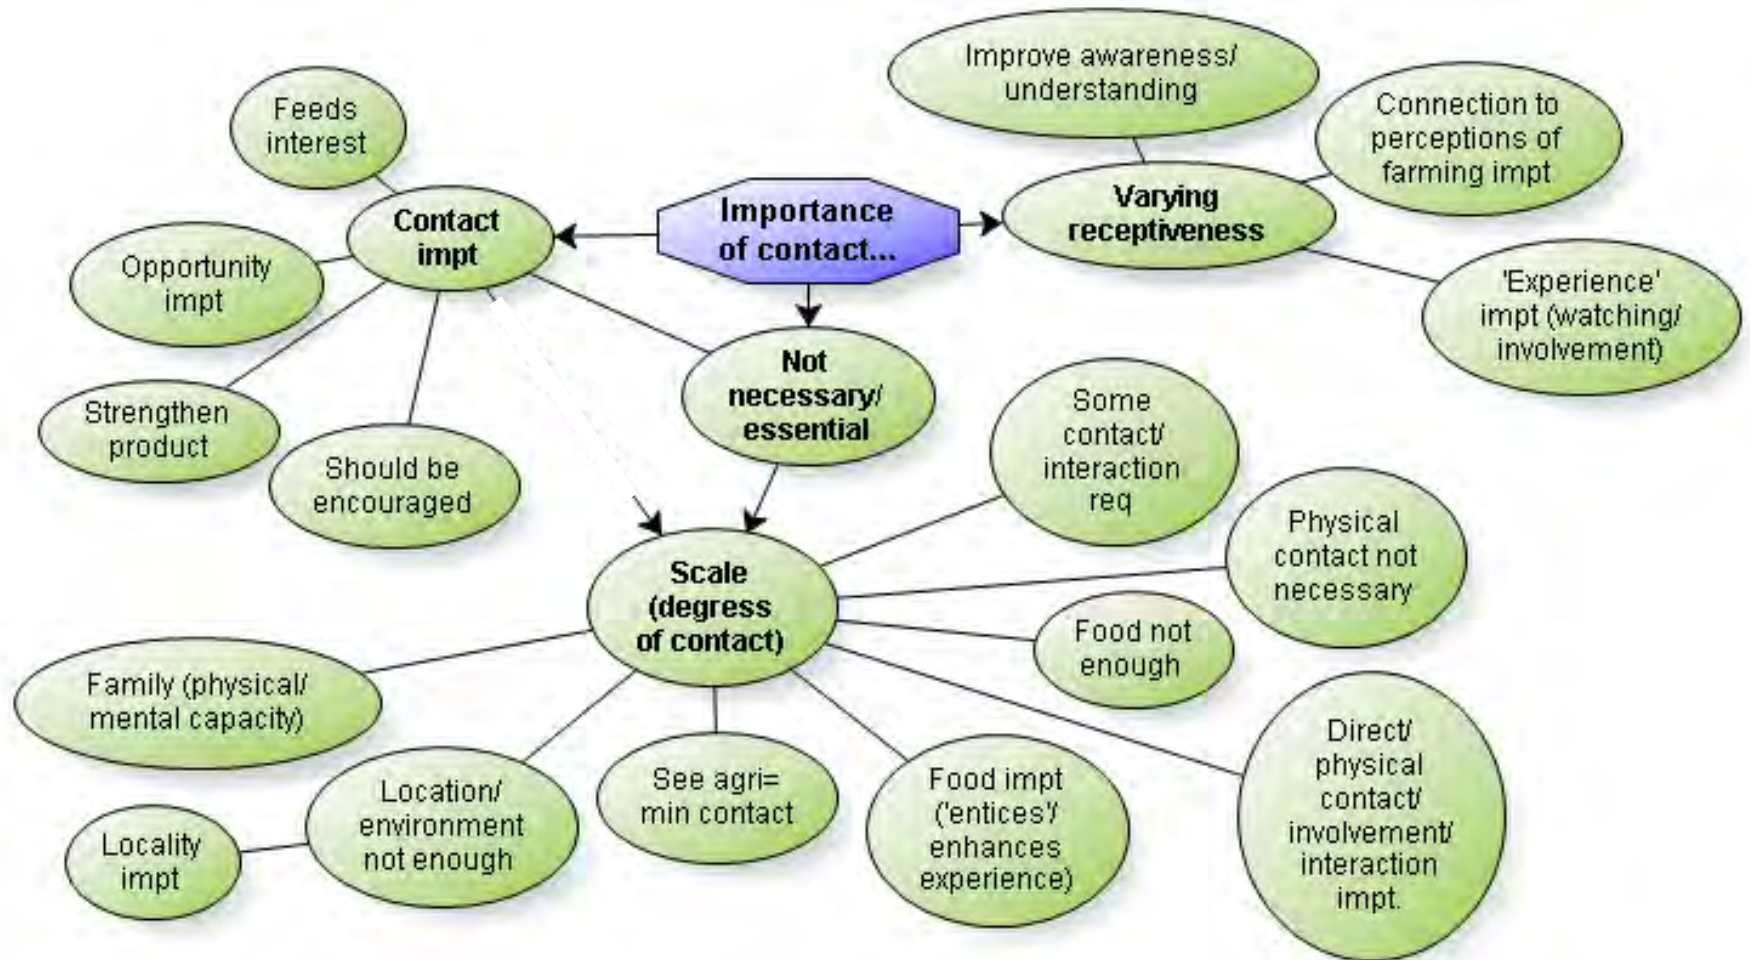 Improve awareness/
understanding
Feeds
interest
Connection to
perceptions of
farming impt
Contact
impt
Importance
of contact...
Varying
receptiveness
Opportunity
impt
'Experience'
impt (watching/
involvement)
Not
necessary/
essential
Strengthen
product
Should be
encouraged
Some
contact/
interaction
req
Physical
contact not
necessary
Scale
(degress
of contact)
Food not
enough
Family (physical/
mental capacity)
Location/
environment
not enough
Locality
impt
See agri=
min contact
Food impt
('entices'/
enhances
experience)
Direct/
physical
contact/
involvement/
interaction
impt.